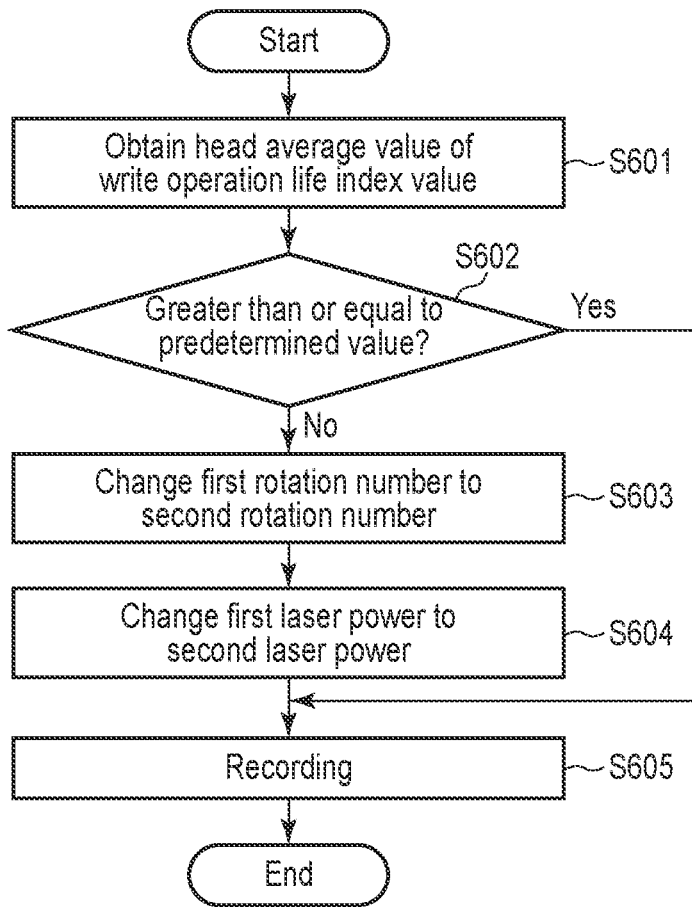 Start
Obtain head average value of
write operation life index value
S601
S602
Greater than or equal to
predetermined value?
Yes
No
Change first rotation number to
second rotation number
S603
Change first laser power to
second laser power
S604
Recording
S605
End